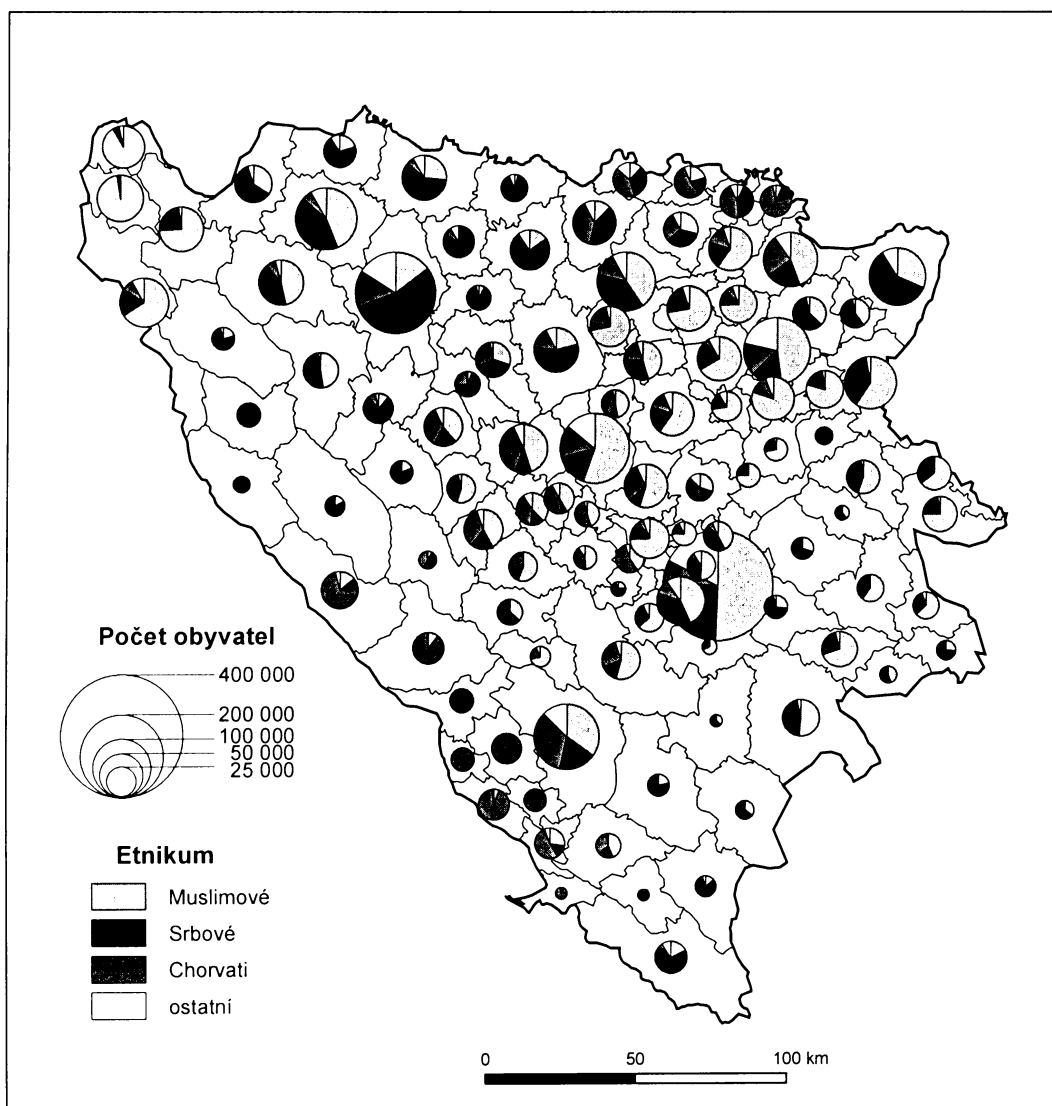 Počet obyvatel
400 000
200 000
100 000
50 000
25 000
Etnikum
Muslimové
Srbové
Chorvati
ostatní
0 50 100 km